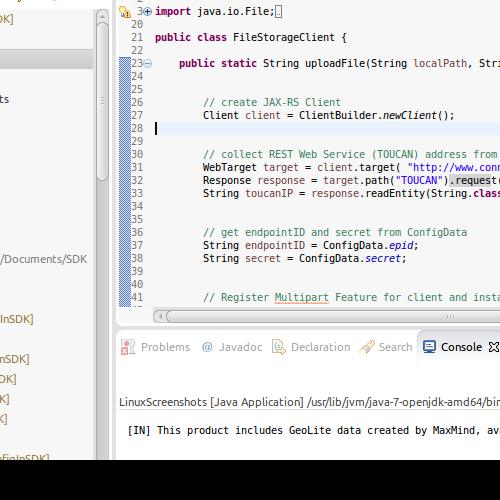 DK]
ts
/Documents/SDK
InSDK]
nSDK]
DK]
K]
K]
nfigInSDK]
3 import java.io.File;
20
21 public class FileStorageClient {
22
23 public static String uploadFile(String localPath, Stri
24
25
26 // create JAX-RS Client
27 Client client = ClientBuilder.newClient();
28
29
30 // collect REST Web Service (TOUCAN) address from
31 WebTarget target = client.target( "http://www.conn
32 Response response = target.path("TOUCAN").request(
33 String toucanIP = response.readEntity(String.class
34
35
36 // get endpointID and secret from ConfigData
37 String endpointID = ConfigData.epid;
38 String secret = ConfigData.secret;
39
40
41 // Register Multipart Feature for client and insta
Problems @ Javadoc Declaration Search Console
LinuxScreenshots [Java Application] /usr/lib/jvm/java-7-openjdk-amd64/bin
[IN] This product includes GeoLite data created by MaxMind, av